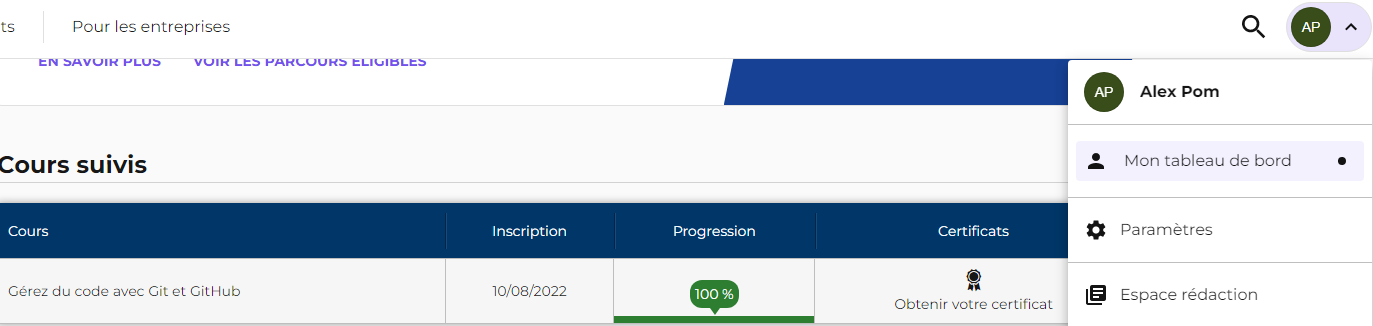 ts
Pour les entreprises
AP
EN SAVOIR PLUS
VOIR LES PARCOURS ÉLIGIBLES
AP
Alex Pom
Mon tableau de bord
Paramètres
Espace rédaction
Cours suivis
Cours
Inscription
Progression
Certificats
Gérez du code avec Git et GitHub
10/08/2022
100 %
Obtenir votre certificat